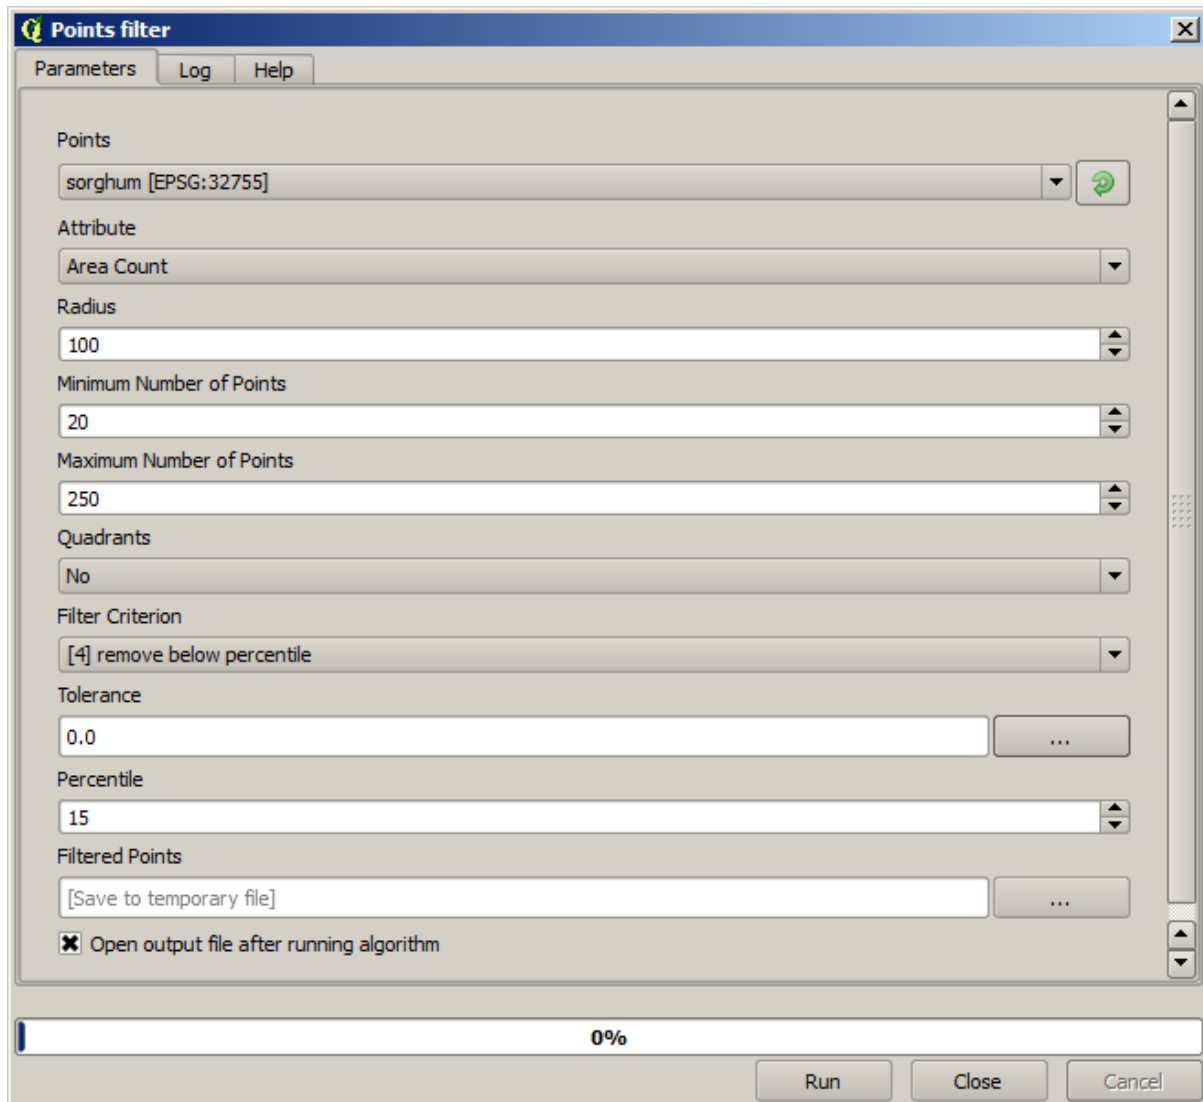 Points filter
Parameters Log Help
Points
sorghum [EPSG:32755]
Attribute
Area Count
Radius
100
Minimum Number of Points
20
Maximum Number of Points
250
Quadrants
No
Filter Criterion
[4] remove below percentile
Tolerance
0.0 ...
Percentile
15
Filtered Points
[Save to temporary file] ...
Open output file after running algorithm
0%
Run Close Cancel